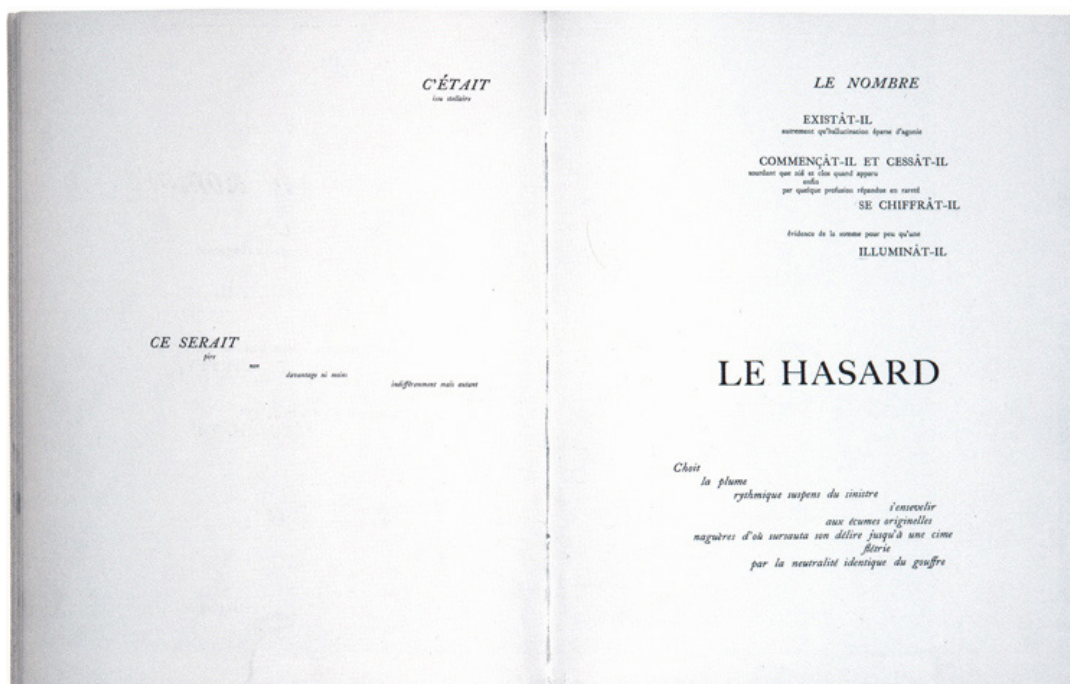 C'ÉTAIT
issu stellaire
CE SERAIT
pire
non
davantage ni moins
indifféremment mais autant
LE NOMBRE
EXISTÂT-IL
autrement qu'hallucination éparse d'agonie
COMMENÇÂT-IL ET CESSÂT-IL
sourdant que nié et clos quand apparu
enfin
par quelque profusion répandue en rareté
SE CHIFFRÂT-IL
évidence de la somme pour peu qu'une
ILLUMINÂT-IL
LE HASARD
Choit
la plume
rythmique suspens du sinistre
s'ensevelir
aux écumes originelles
naguères d'où sursauta son délire jusqu'à une cime
flétrie
par la neutralité identique du gouffre